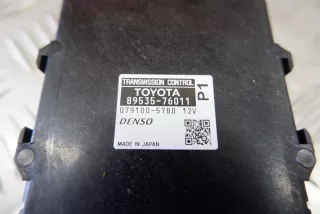 TRANSMISSION CONTROL
TOYOTA
89535-76011
P1
079100-5780 12V
DENSO
MADE IN JAPAN